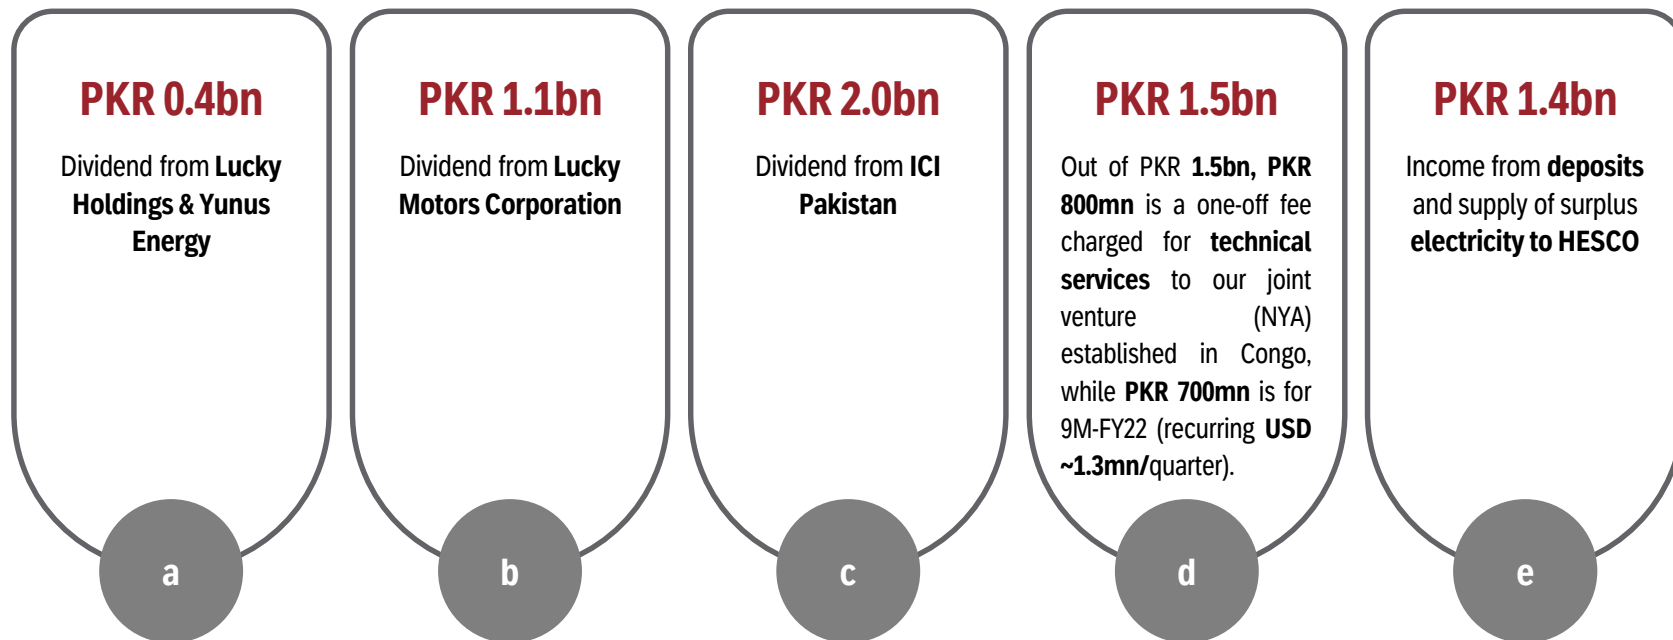 PKR 0.4bn
Dividend from Lucky
Holdings & Yunus
Energy
a
PKR 1.1bn
Dividend from Lucky
Motors Corporation
b
PKR 2.0bn
Dividend from ICI
Pakistan
c
PKR 1.5bn
Out of PKR 1.5bn, PKR
800mn is a one-off fee
charged for technical
services to our joint
venture (NYA)
established in Congo,
while PKR 700mn is for
9M-FY22 (recurring USD
~1.3mn/quarter).
d
PKR 1.4bn
Income from deposits
and supply of surplus
electricity to HESCO
e